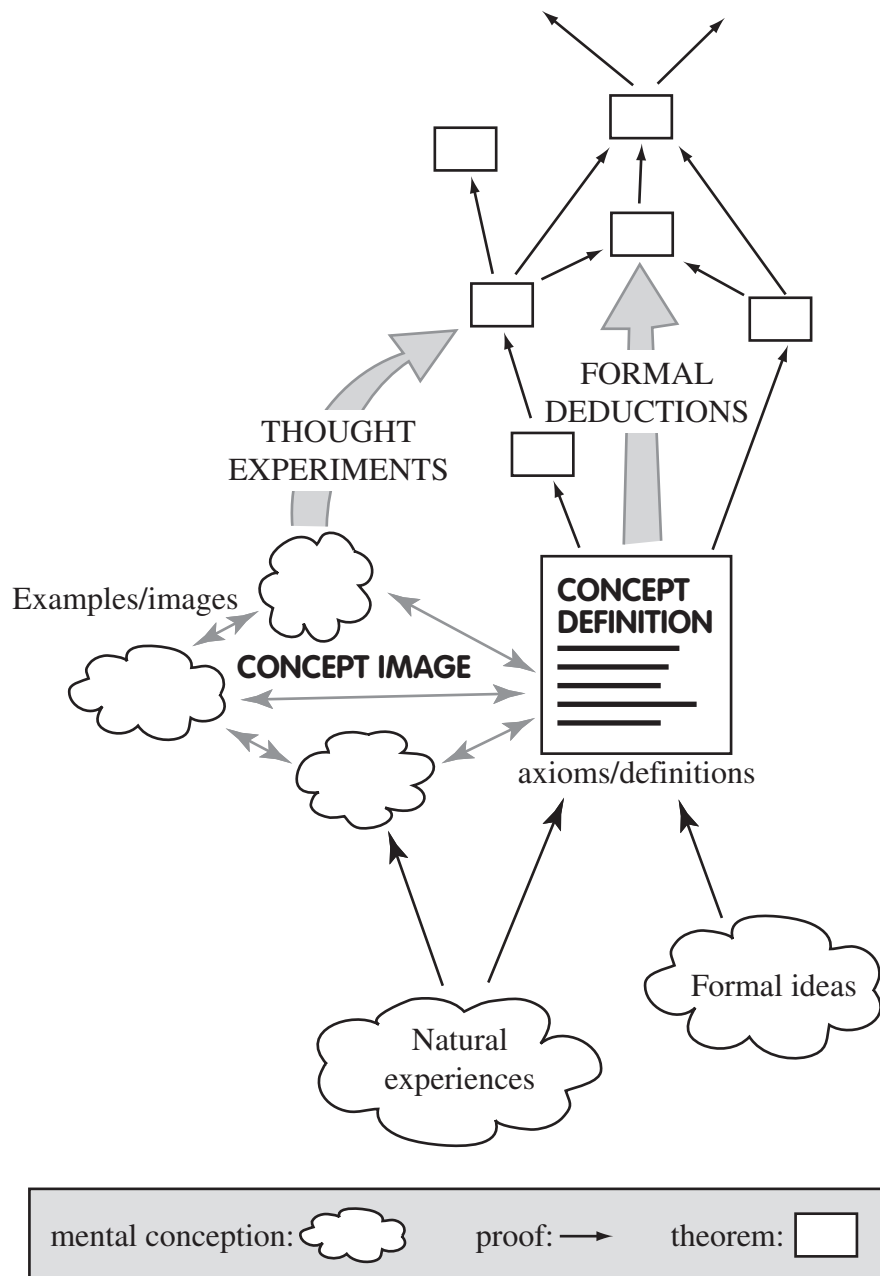 FORMAL
DEDUCTIONS
THOUGHT
EXPERIMENTS
Examples/images
CONCEPT IMAGE
CONCEPT
DEFINITION
axioms/definitions
Natural
experiences
Formal ideas
mental conception: proof: theorem: